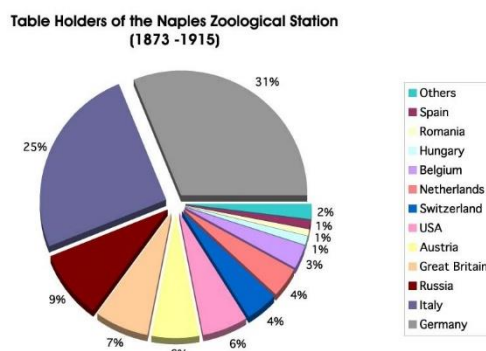 Table Holders of the Naples Zoological Station
(1873 -1915)
31%
25%
9%
7%
6%
4%
4%
3%
1%
1%
1%
2%
Others
Spain
Romania
Hungary
Belgium
Netherlands
Switzerland
USA
Austria
Great Britain
Russia
Italy
Germany